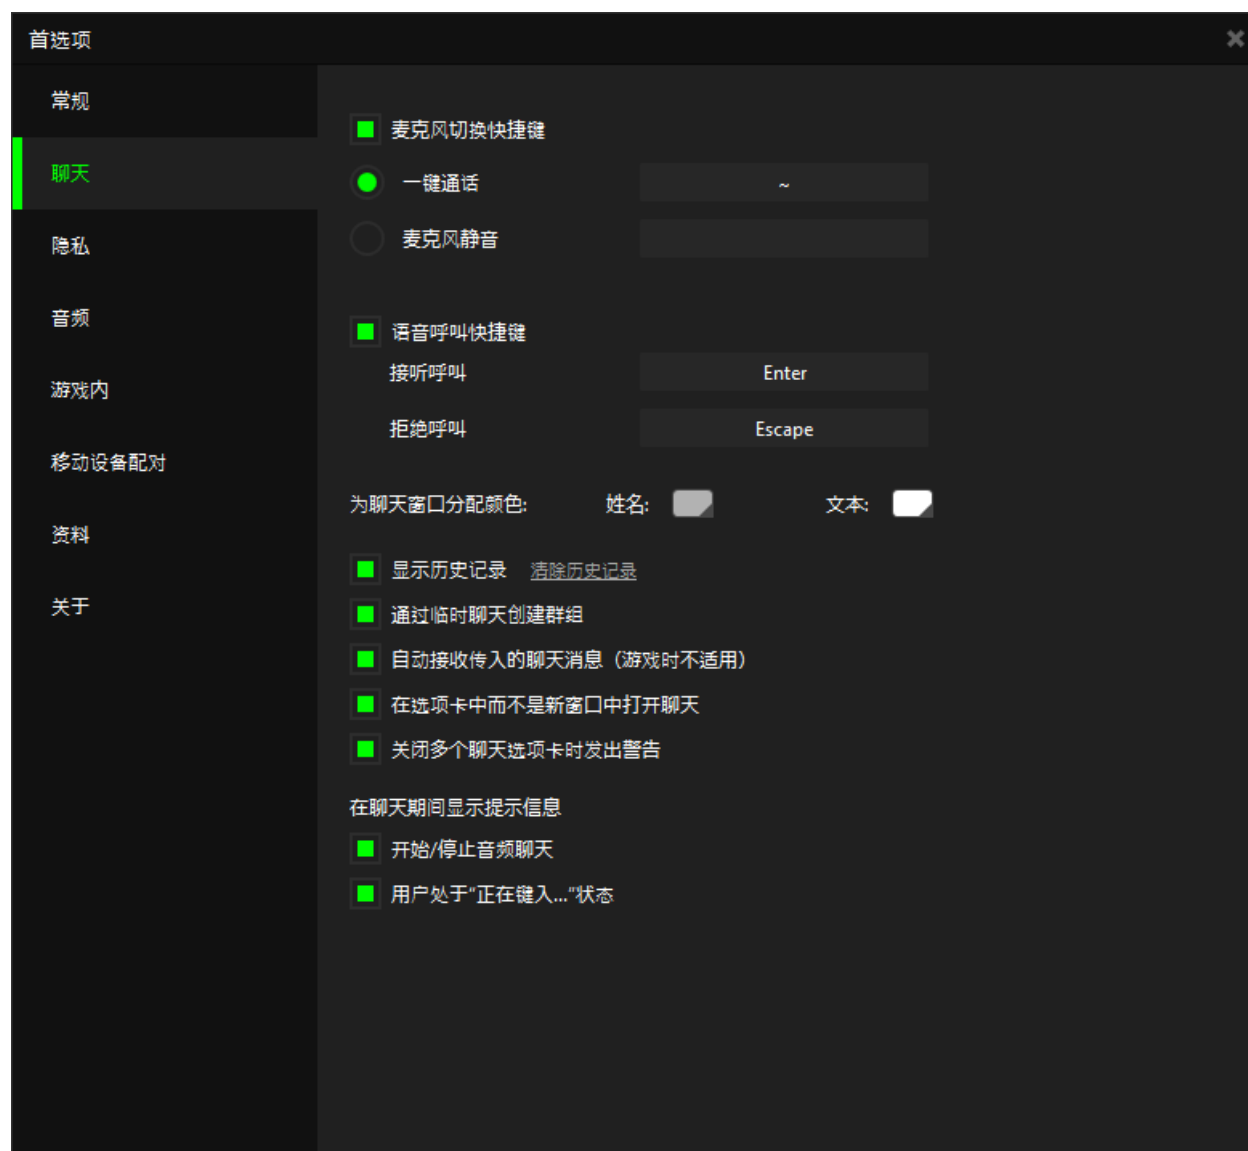 首选项
常规
聊天
隐私
音频
游戏内
移动设备配对
资料
关于
麦克风切换快捷键
一键通话 ~
麦克风静音
语音呼叫快捷键
接听呼叫 Enter
拒绝呼叫 Escape
为聊天窗口分配颜色: 姓名: 文本:
显示历史记录 清除历史记录
通过临时聊天创建群组
自动接收传入的聊天消息（游戏时不适用）
在选项卡中而不是新窗口中打开聊天
关闭多个聊天选项卡时发出警告
在聊天期间显示提示信息
开始/停止音频聊天
用户处于“正在键入...”状态